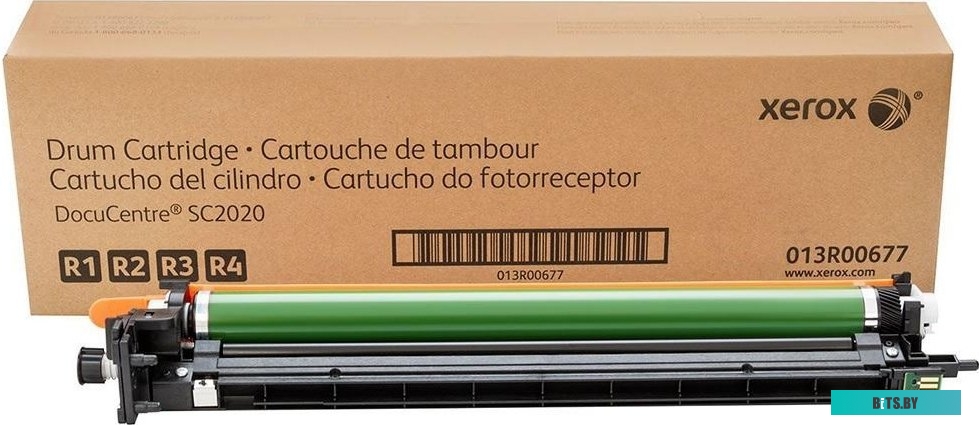 xerox ®
Drum Cartridge • Cartouche de tambour
Cartucho del cilindro • Cartucho do fotorreceptor
DocuCentre® SC2020
R1 R2 R3 R4
013R00677
013R00677
www.xerox.com
BITS.BY